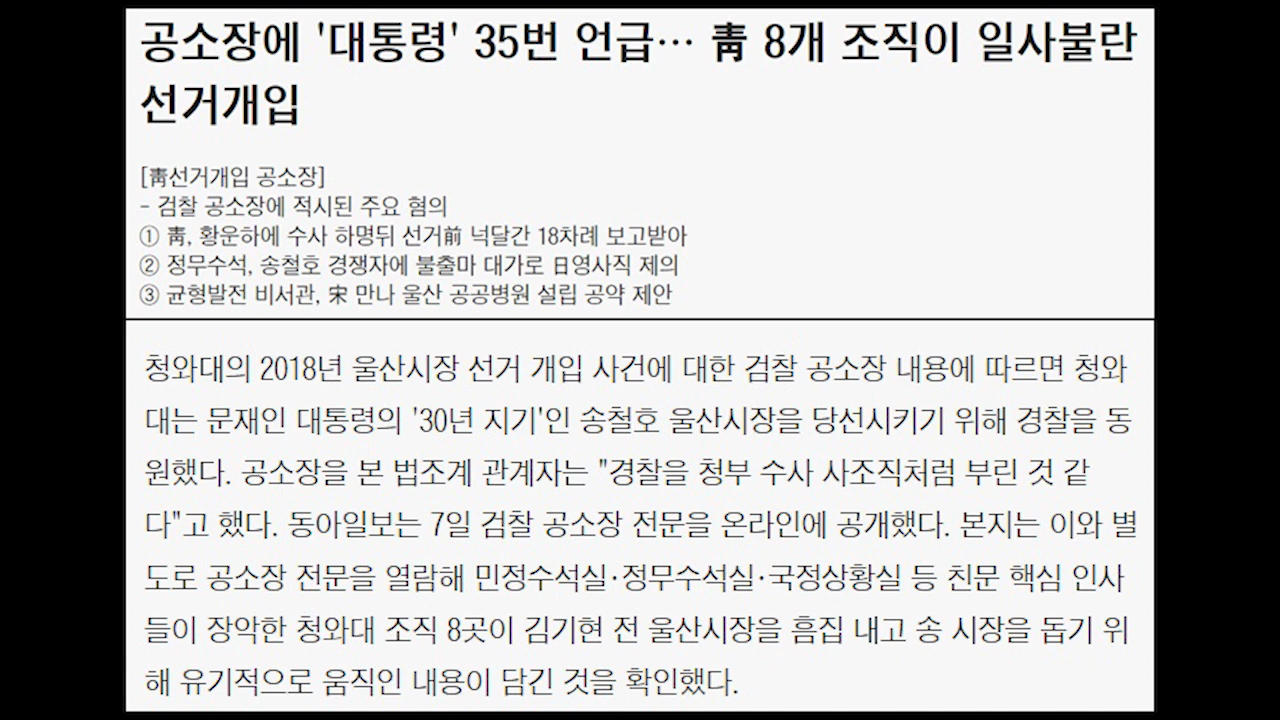 공소장에 '대통령' 35번 언급… 靑 8개 조직이 일사불란
선거개입
[靑선거개입 공소장]
- 검찰 공소장에 적시된 주요 혐의
① 靑, 황운하에 수사 하명뒤 선거前 넉달간 18차례 보고받아
② 정무수석, 송철호 경쟁자에 불출마 대가로 日영사직 제의
③ 균형발전 비서관, 宋 만나 울산 공공병원 설립 공약 제안
청와대의 2018년 울산시장 선거 개입 사건에 대한 검찰 공소장 내용에 따르면 청와
대는 문재인 대통령의 '30년 지기'인 송철호 울산시장을 당선시키기 위해 경찰을 동
원했다. 공소장을 본 법조계 관계자는 "경찰을 청부 수사 사조직처럼 부린 것 같
다"고 했다. 동아일보는 7일 검찰 공소장 전문을 온라인에 공개했다. 본지는 이와 별
도로 공소장 전문을 열람해 민정수석실·정무수석실·국정상황실 등 친문 핵심 인사
들이 장악한 청와대 조직 8곳이 김기현 전 울산시장을 흠집 내고 송 시장을 돕기 위
해 유기적으로 움직인 내용이 담긴 것을 확인했다.